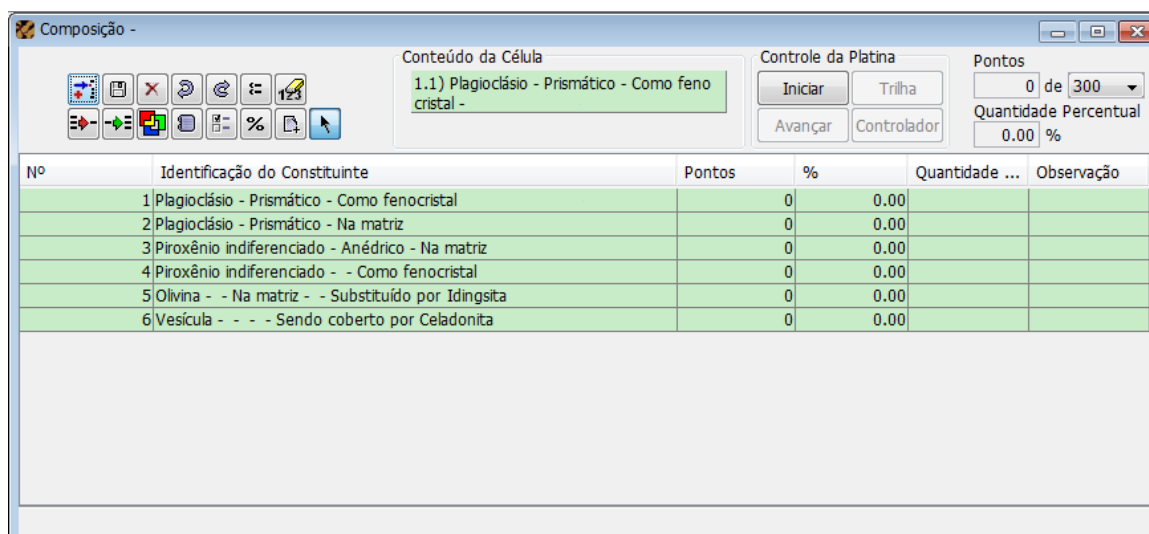 Composição -
Conteúdo da Célula
1.1) Plagioclásio - Prismático - Como feno
cristal -
Controle da Platina
Iniciar Trilha
Avançar Controlador
Pontos
0 de 300
Quantidade Percentual
0.00 %
123
%
Nº Identificação do Constituinte Pontos % Quantidade ... Observação
1 Plagioclásio - Prismático - Como fenocristal 0 0.00
2 Plagioclásio - Prismático - Na matriz 0 0.00
3 Piroxênio indiferenciado - Anédrico - Na matriz 0 0.00
4 Piroxênio indiferenciado - - Como fenocristal 0 0.00
5 Olivina - - Na matriz - - Substituído por Idingsita 0 0.00
6 Vesícula - - - - Sendo coberto por Celadonita 0 0.00